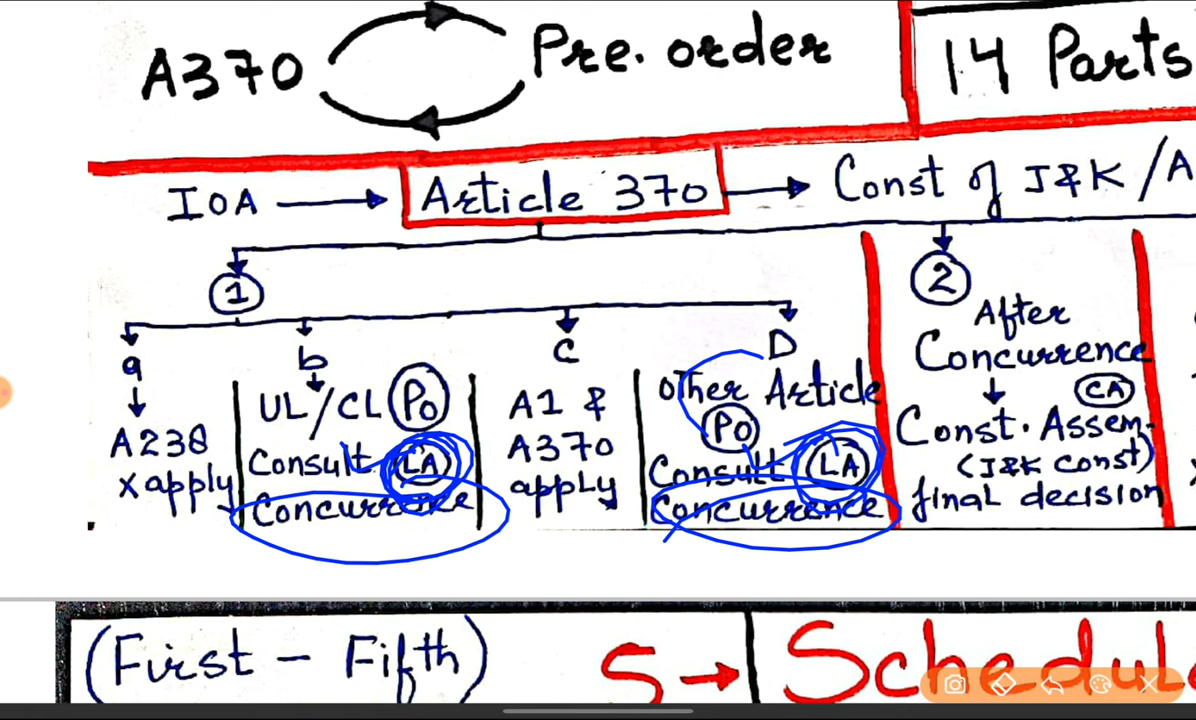 A370 Pre. order
14 Parts
IOA → Article 370 → Const of J&K / A
1
2
a
A238
x apply
b
UL/CL PO
Consult LA
Concurrence
C
A1 &
A370
apply
D
other Article
PO
Consult LA
Concurrence
After
Concurrence
CA
Const. Assem-
(J&K Const)
final decision
(First - Fifth)
S → Schedule